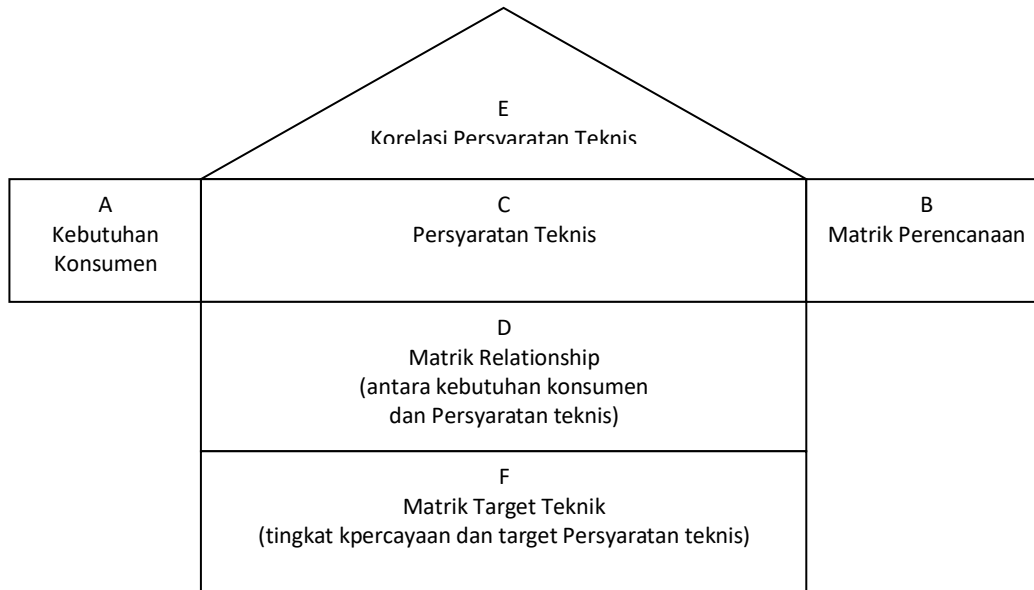 E
Korelasi Persyaratan Teknis
A
Kebutuhan
Konsumen
C
Persyaratan Teknis
B
Matrik Perencanaan
D
Matrik Relationship
(antara kebutuhan konsumen
dan Persyaratan teknis)
F
Matrik Target Teknik
(tingkat kpercayaan dan target Persyaratan teknis)